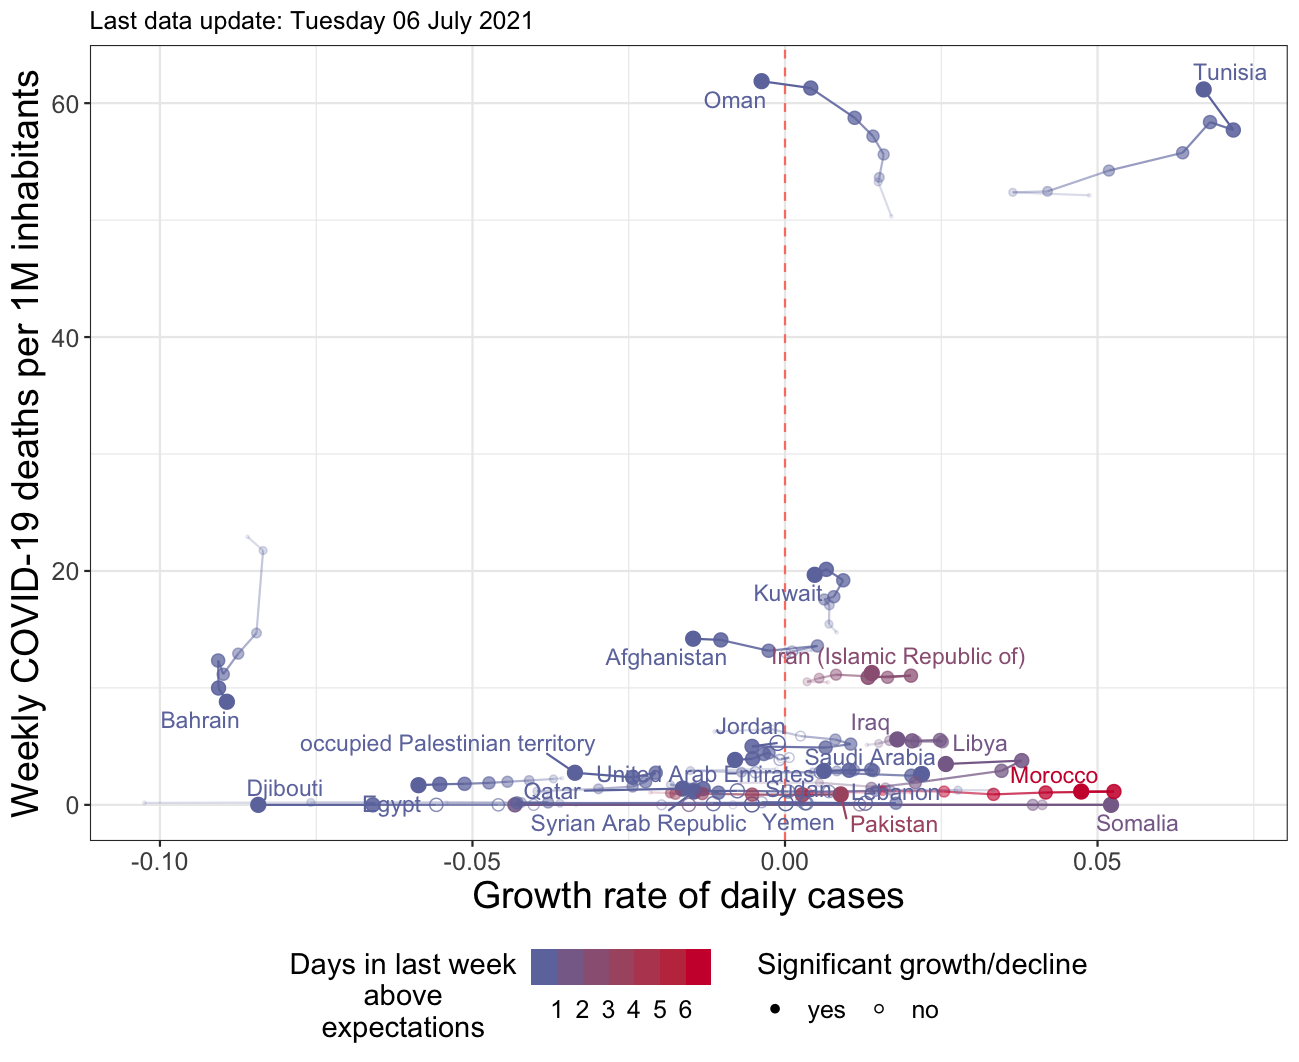 Last data update: Tuesday 06 July 2021
Weekly COVID-19 deaths per 1M inhabitants
60
40
20
0
Tunisia
Oman
Kuwait
Afghanistan
Iran (Islamic Republic of)
Bahrain
Jordan
Iraq
occupied Palestinian territory
Libya
Saudi Arabia
United Arab Emirates
Morocco
Djibouti
Egypt
Qatar
Sudan
Lebanon
Syrian Arab Republic
Yemen
Pakistan
Somalia
-0.10
-0.05
0.00
0.05
Growth rate of daily cases
Days in last week
above
expectations
1 2 3 4 5 6
Significant growth/decline
yes
no